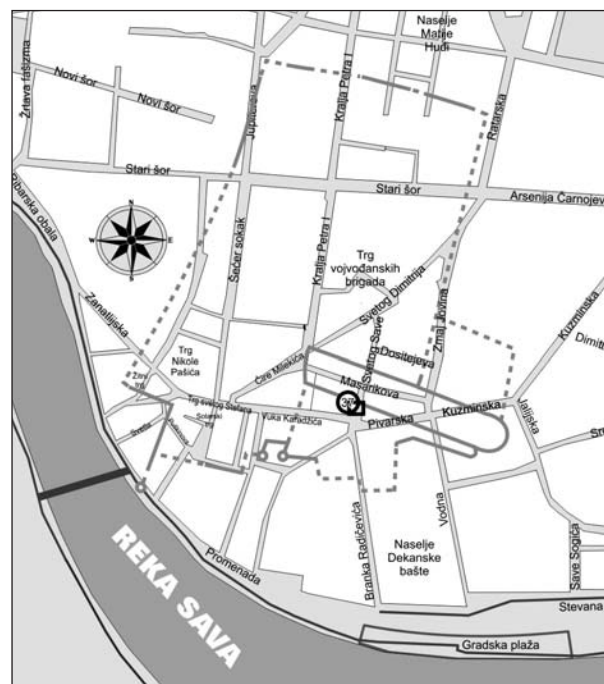 Naselje
Matije
Huđi
Žrtava fašizma
Novi šor
Novi šor
Kralja Petra I
Ratarska
Stari šor
Stari šor
Arsenija Čarnojev
Ribarska obala
N
W
E
S
Šećer sokak
Kralja Petra I
Trg
vojvođanskih
brigada
Svetog Dimitrija
Zmaj Jovina
Kuzminska
Zanatlijska
Trg
Nikole
Pašića
Ćire Milekića
Svetog Save
Dositejeva
Dimitr
Žitni
trg
Masarikova
37
Trg svetog Stefana
Vuka Karadžića
Pivarska
Kuzminska
Jalijska
Promenada
Branka Radičevića
Vodna
Naselje
Dekanske
bašte
Save Sogića
Stevana
REKA SAVA
Gradska plaža